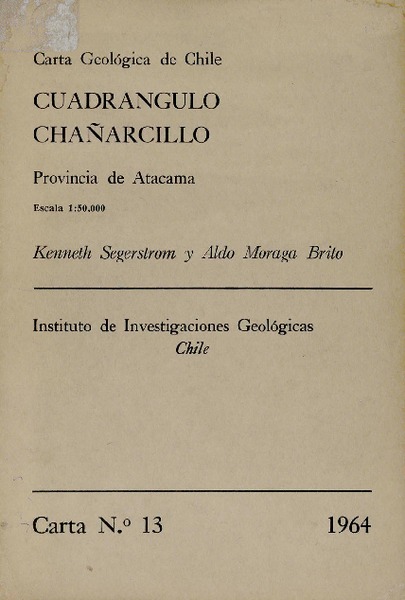 Carta Geológica de Chile
CUADRANGULO
CHAÑARCILLO
Provincia de Atacama
Escala 1:50.000
Kenneth Segerstrom y Aldo Moraga Brito
Instituto de Investigaciones Geológicas
Chile
Carta N.º 13 1964